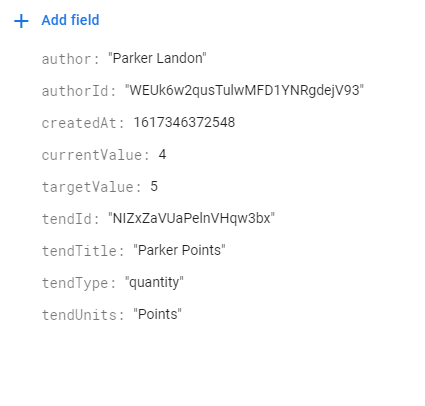 + Add field
author: "Parker Landon"
authorId: "WEUk6w2qusTulwMFD1YNRgdejV93"
createdAt: 1617346372548
currentValue: 4
targetValue: 5
tendId: "NIZxZaVUaPelnVHqw3bx"
tendTitle: "Parker Points"
tendType: "quantity"
tendUnits: "Points"